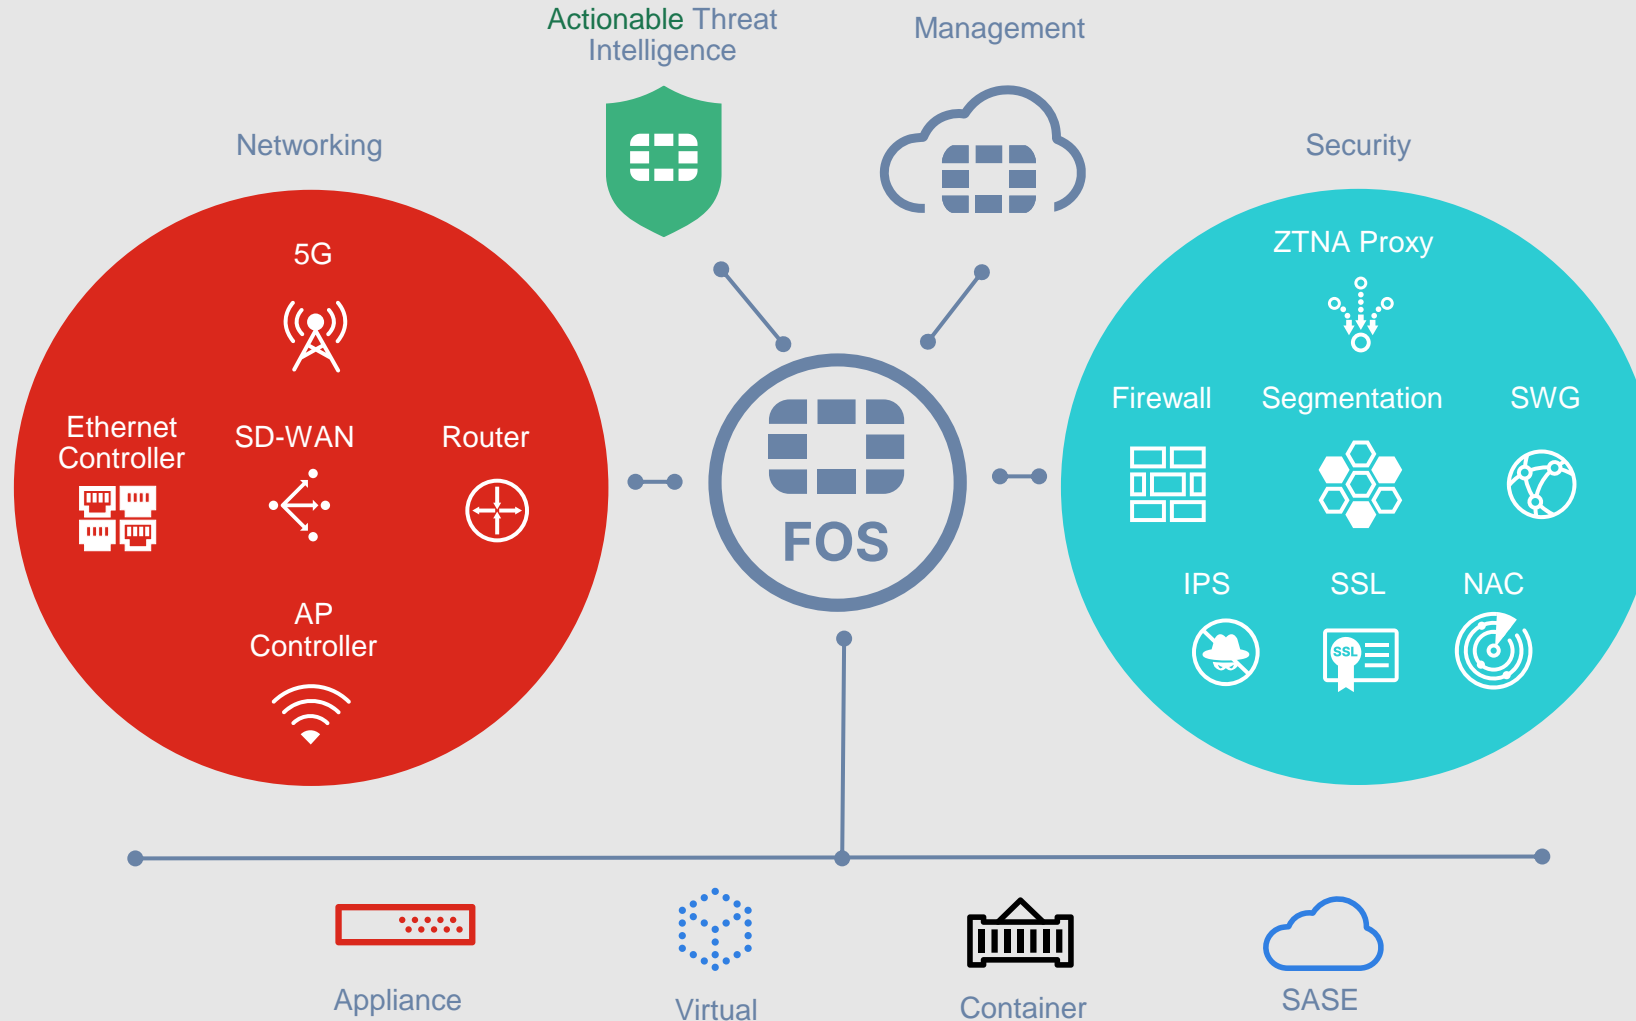 Actionable Threat
Intelligence
Management
Networking
Security
5G
Ethernet
Controller
SD-WAN
Router
AP
Controller
FOS
ZTNA Proxy
Firewall
Segmentation
SWG
IPS
SSL
NAC
SSL
Appliance
Virtual
Container
SASE